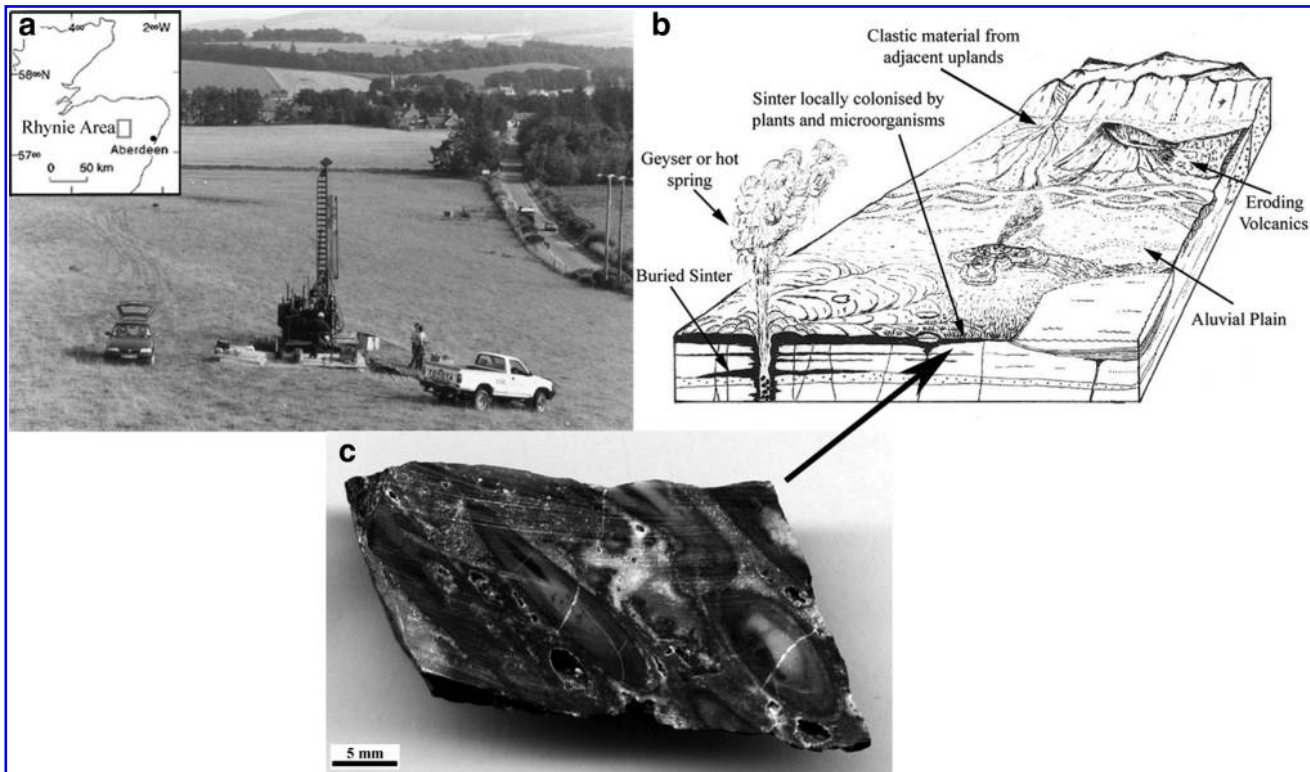 a
4°° 2°° W
58°° N
Rhynie Area
Aberdeen
57°°
0 50 km
b
Clastic material from
adjacent uplands
Sinter locally colonised by
plants and microorganisms
Geyser or hot
spring
Eroding
Volcanics
Buried Sinter
Aluvial Plain
c
5 mm